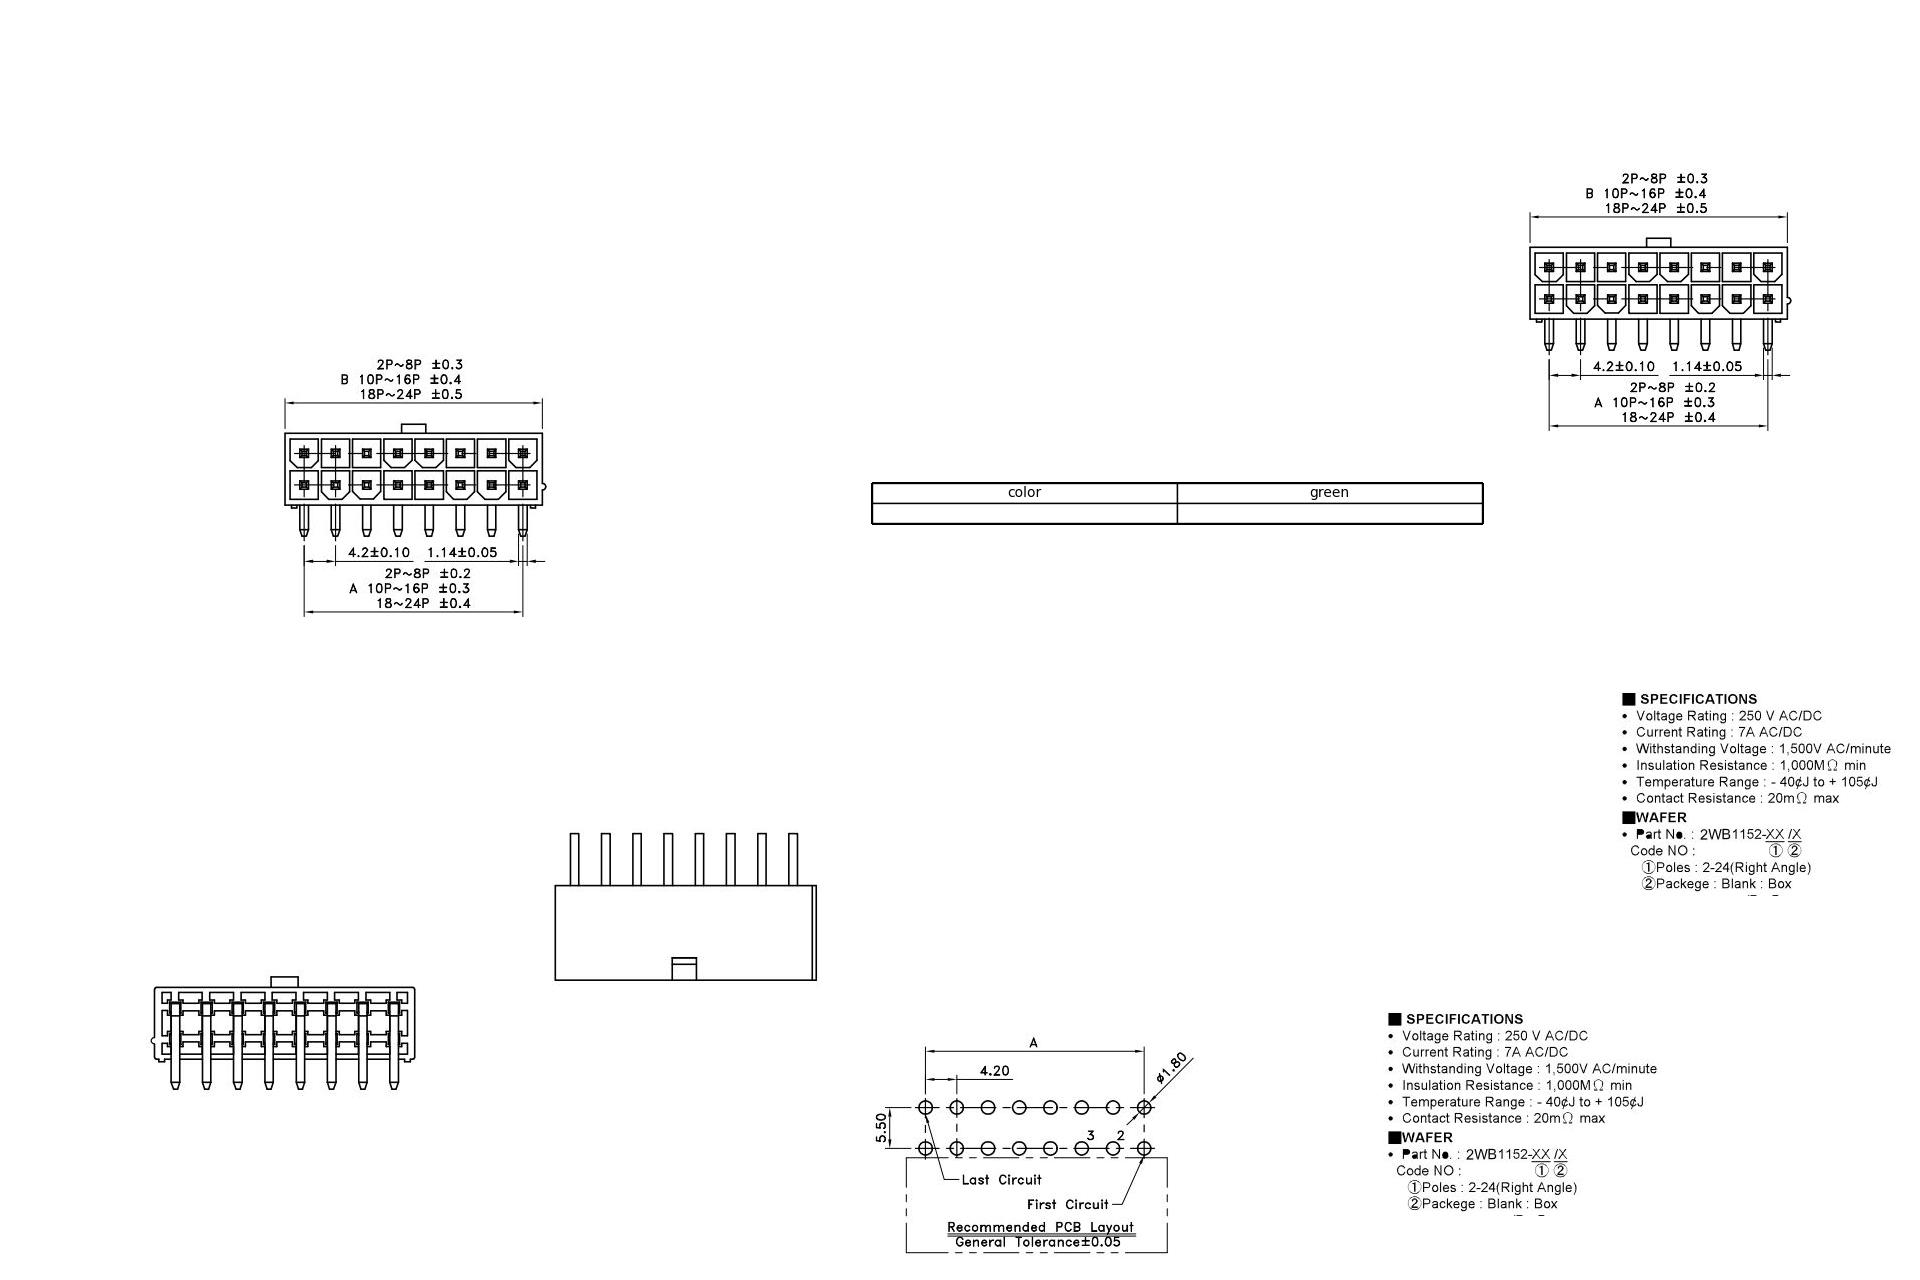 2P~8P ±0.3
B 10P~16P ±0.4
18P~24P ±0.5
4.2±0.10 1.14±0.05
2P~8P ±0.2
A 10P~16P ±0.3
18~24P ±0.4
2P~8P ±0.3
B 10P~16P ±0.4
18P~24P ±0.5
4.2±0.10 1.14±0.05
2P~8P ±0.2
A 10P~16P ±0.3
18~24P ±0.4
color green
■ SPECIFICATIONS
• Voltage Rating : 250 V AC/DC
• Current Rating : 7A AC/DC
• Withstanding Voltage : 1,500V AC/minute
• Insulation Resistance : 1,000MΩ min
• Temperature Range : - 40¢J to + 105¢J
• Contact Resistance : 20mΩ max
■WAFER
• Part No. : 2WB1152-XX /X
Code NO : ① ②
①Poles : 2-24(Right Angle)
②Packege : Blank : Box
A
4.20
ø1.80
5.50
3 2
Last Circuit
First Circuit
Recommended PCB Layout
General Tolerance±0.05
■ SPECIFICATIONS
• Voltage Rating : 250 V AC/DC
• Current Rating : 7A AC/DC
• Withstanding Voltage : 1,500V AC/minute
• Insulation Resistance : 1,000MΩ min
• Temperature Range : - 40¢J to + 105¢J
• Contact Resistance : 20mΩ max
■WAFER
• Part No. : 2WB1152-XX /X
Code NO : ① ②
①Poles : 2-24(Right Angle)
②Packege : Blank : Box